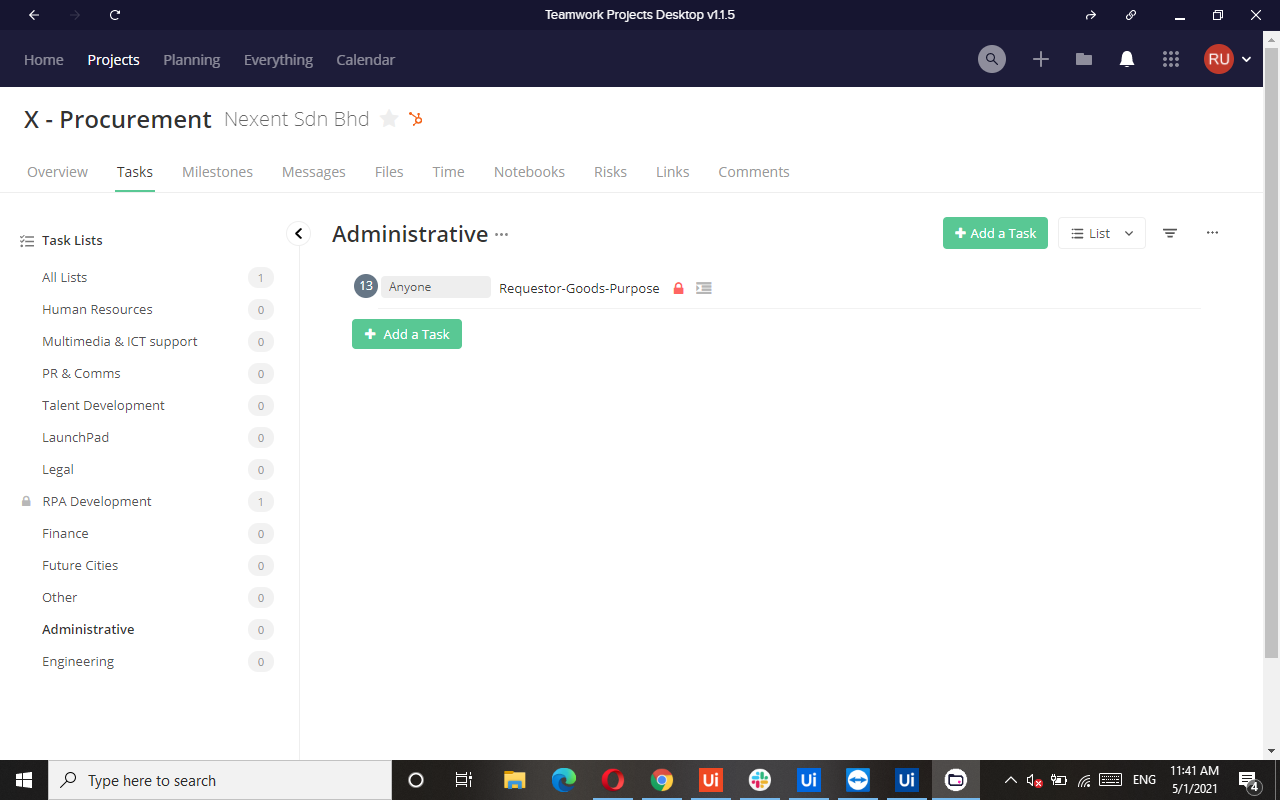 Teamwork Projects Desktop v1.1.5
Home Projects Planning Everything Calendar RU
X - Procurement Nexent Sdn Bhd
Overview Tasks Milestones Messages Files Time Notebooks Risks Links Comments
Task Lists
All Lists 1
Human Resources 0
Multimedia & ICT support 0
PR & Comms 0
Talent Development 0
LaunchPad 0
Legal 0
RPA Development 1
Finance 0
Future Cities 0
Other 0
Administrative 0
Engineering 0
Administrative ···
+ Add a Task List
13 Anyone Requestor-Goods-Purpose
+ Add a Task
Type here to search
Ui Ui Ui
ENG
11:41 AM
5/1/2021
4